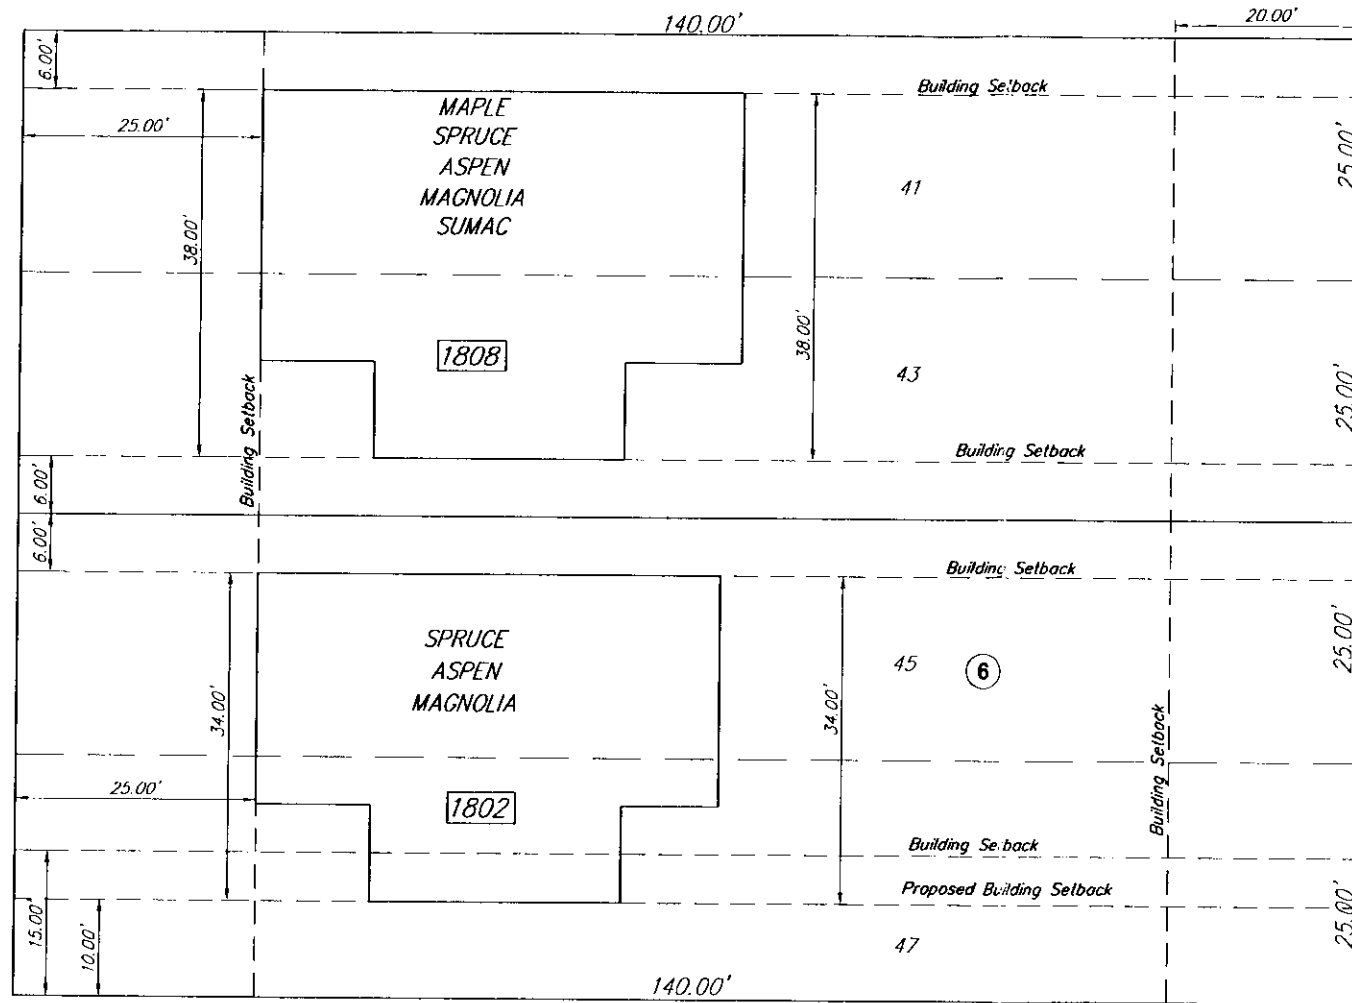 140.00'
20.00'
6.00'
Building Setback
25.00'
MAPLE
SPRUCE
ASPEN
MAGNOLIA
SUMAC
25.00'
41
38.00'
38.00'
1808
43
25.00'
Building Setback
Building Setback
6.00'
6.00'
Building Setback
SPRUCE
ASPEN
MAGNOLIA
45
6
25.00'
34.00'
34.00'
Building Setback
25.00'
1802
Building Setback
Proposed Building Setback
15.00'
10.00'
47
25.00'
140.00'